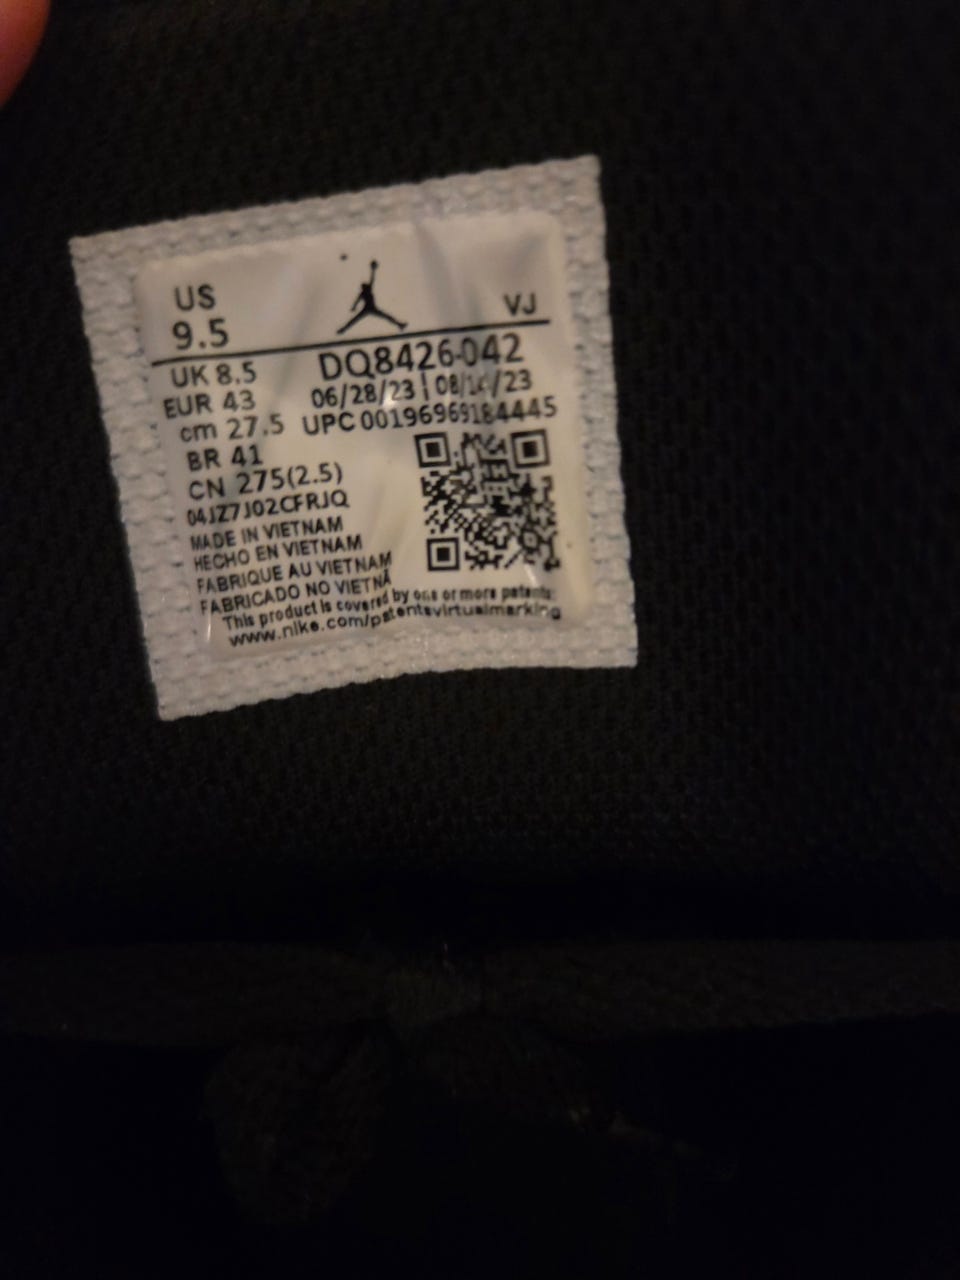 US
9.5
VJ
UK 8.5
DQ8426-042
EUR 43
06/28/23 | 08/14/23
cm 27.5
UPC 00196969184445
BR 41
CN 275(2.5)
04JZ7J02CFRJQ
MADE IN VIETNAM
HECHO EN VIETNAM
FABRIQUE AU VIETNAM
FABRICADO NO VIETNÃ
This product is covered by one or more patents:
www.nike.com/patentsvirtualmarking